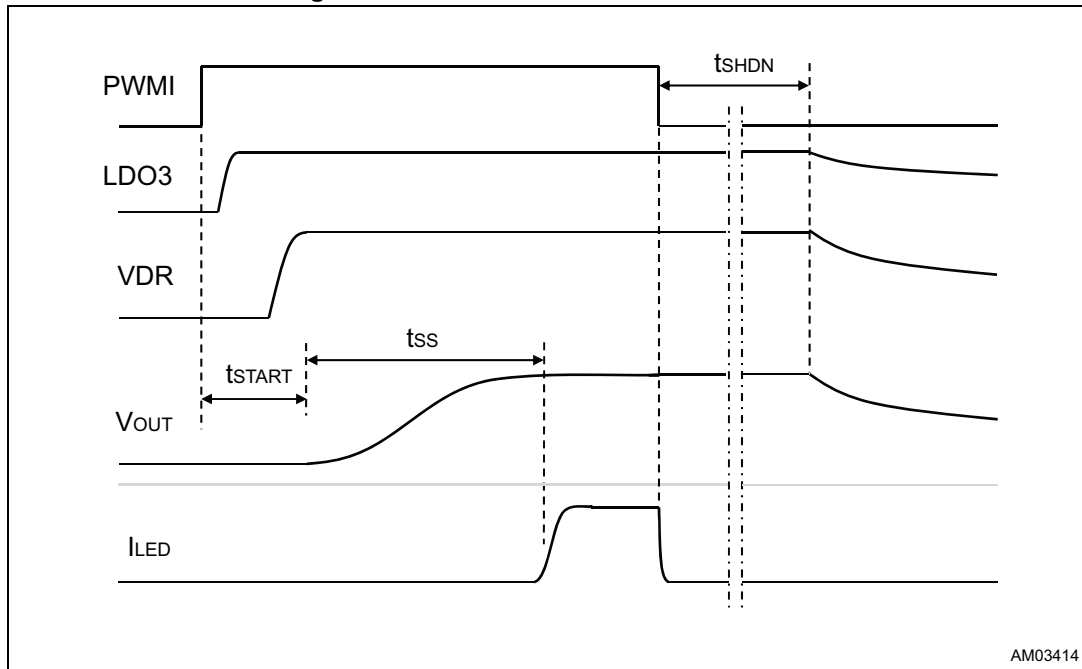 PWMI
tSHDN
LDO3
VDR
tSS
tSTART
VOUT
ILED
AM03414